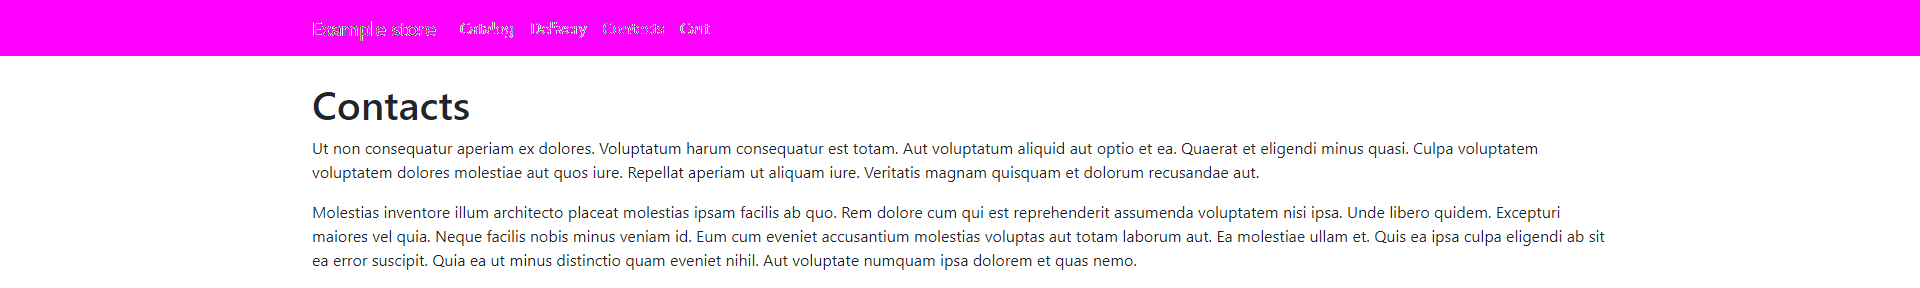 Example store Catalog Delivery Contacts Cart
Contacts
Ut non consequatur aperiam ex dolores. Voluptatum harum consequatur est totam. Aut voluptatum aliquid aut optio et ea. Quaerat et eligendi minus quasi. Culpa voluptatem
voluptatem dolores molestiae aut quos iure. Repellat aperiam ut aliquam iure. Veritatis magnam quisquam et dolorum recusandae aut.
Molestias inventore illum architecto placeat molestias ipsam facilis ab quo. Rem dolore cum qui est reprehenderit assumenda voluptatem nisi ipsa. Unde libero quidem. Excepturi
maiores vel quia. Neque facilis nobis minus veniam id. Eum cum eveniet accusantium molestias voluptas aut totam laborum aut. Ea molestiae ullam et. Quis ea ipsa culpa eligendi ab sit
ea error suscipit. Quia ea ut minus distinctio quam eveniet nihil. Aut voluptate numquam ipsa dolorem et quas nemo.